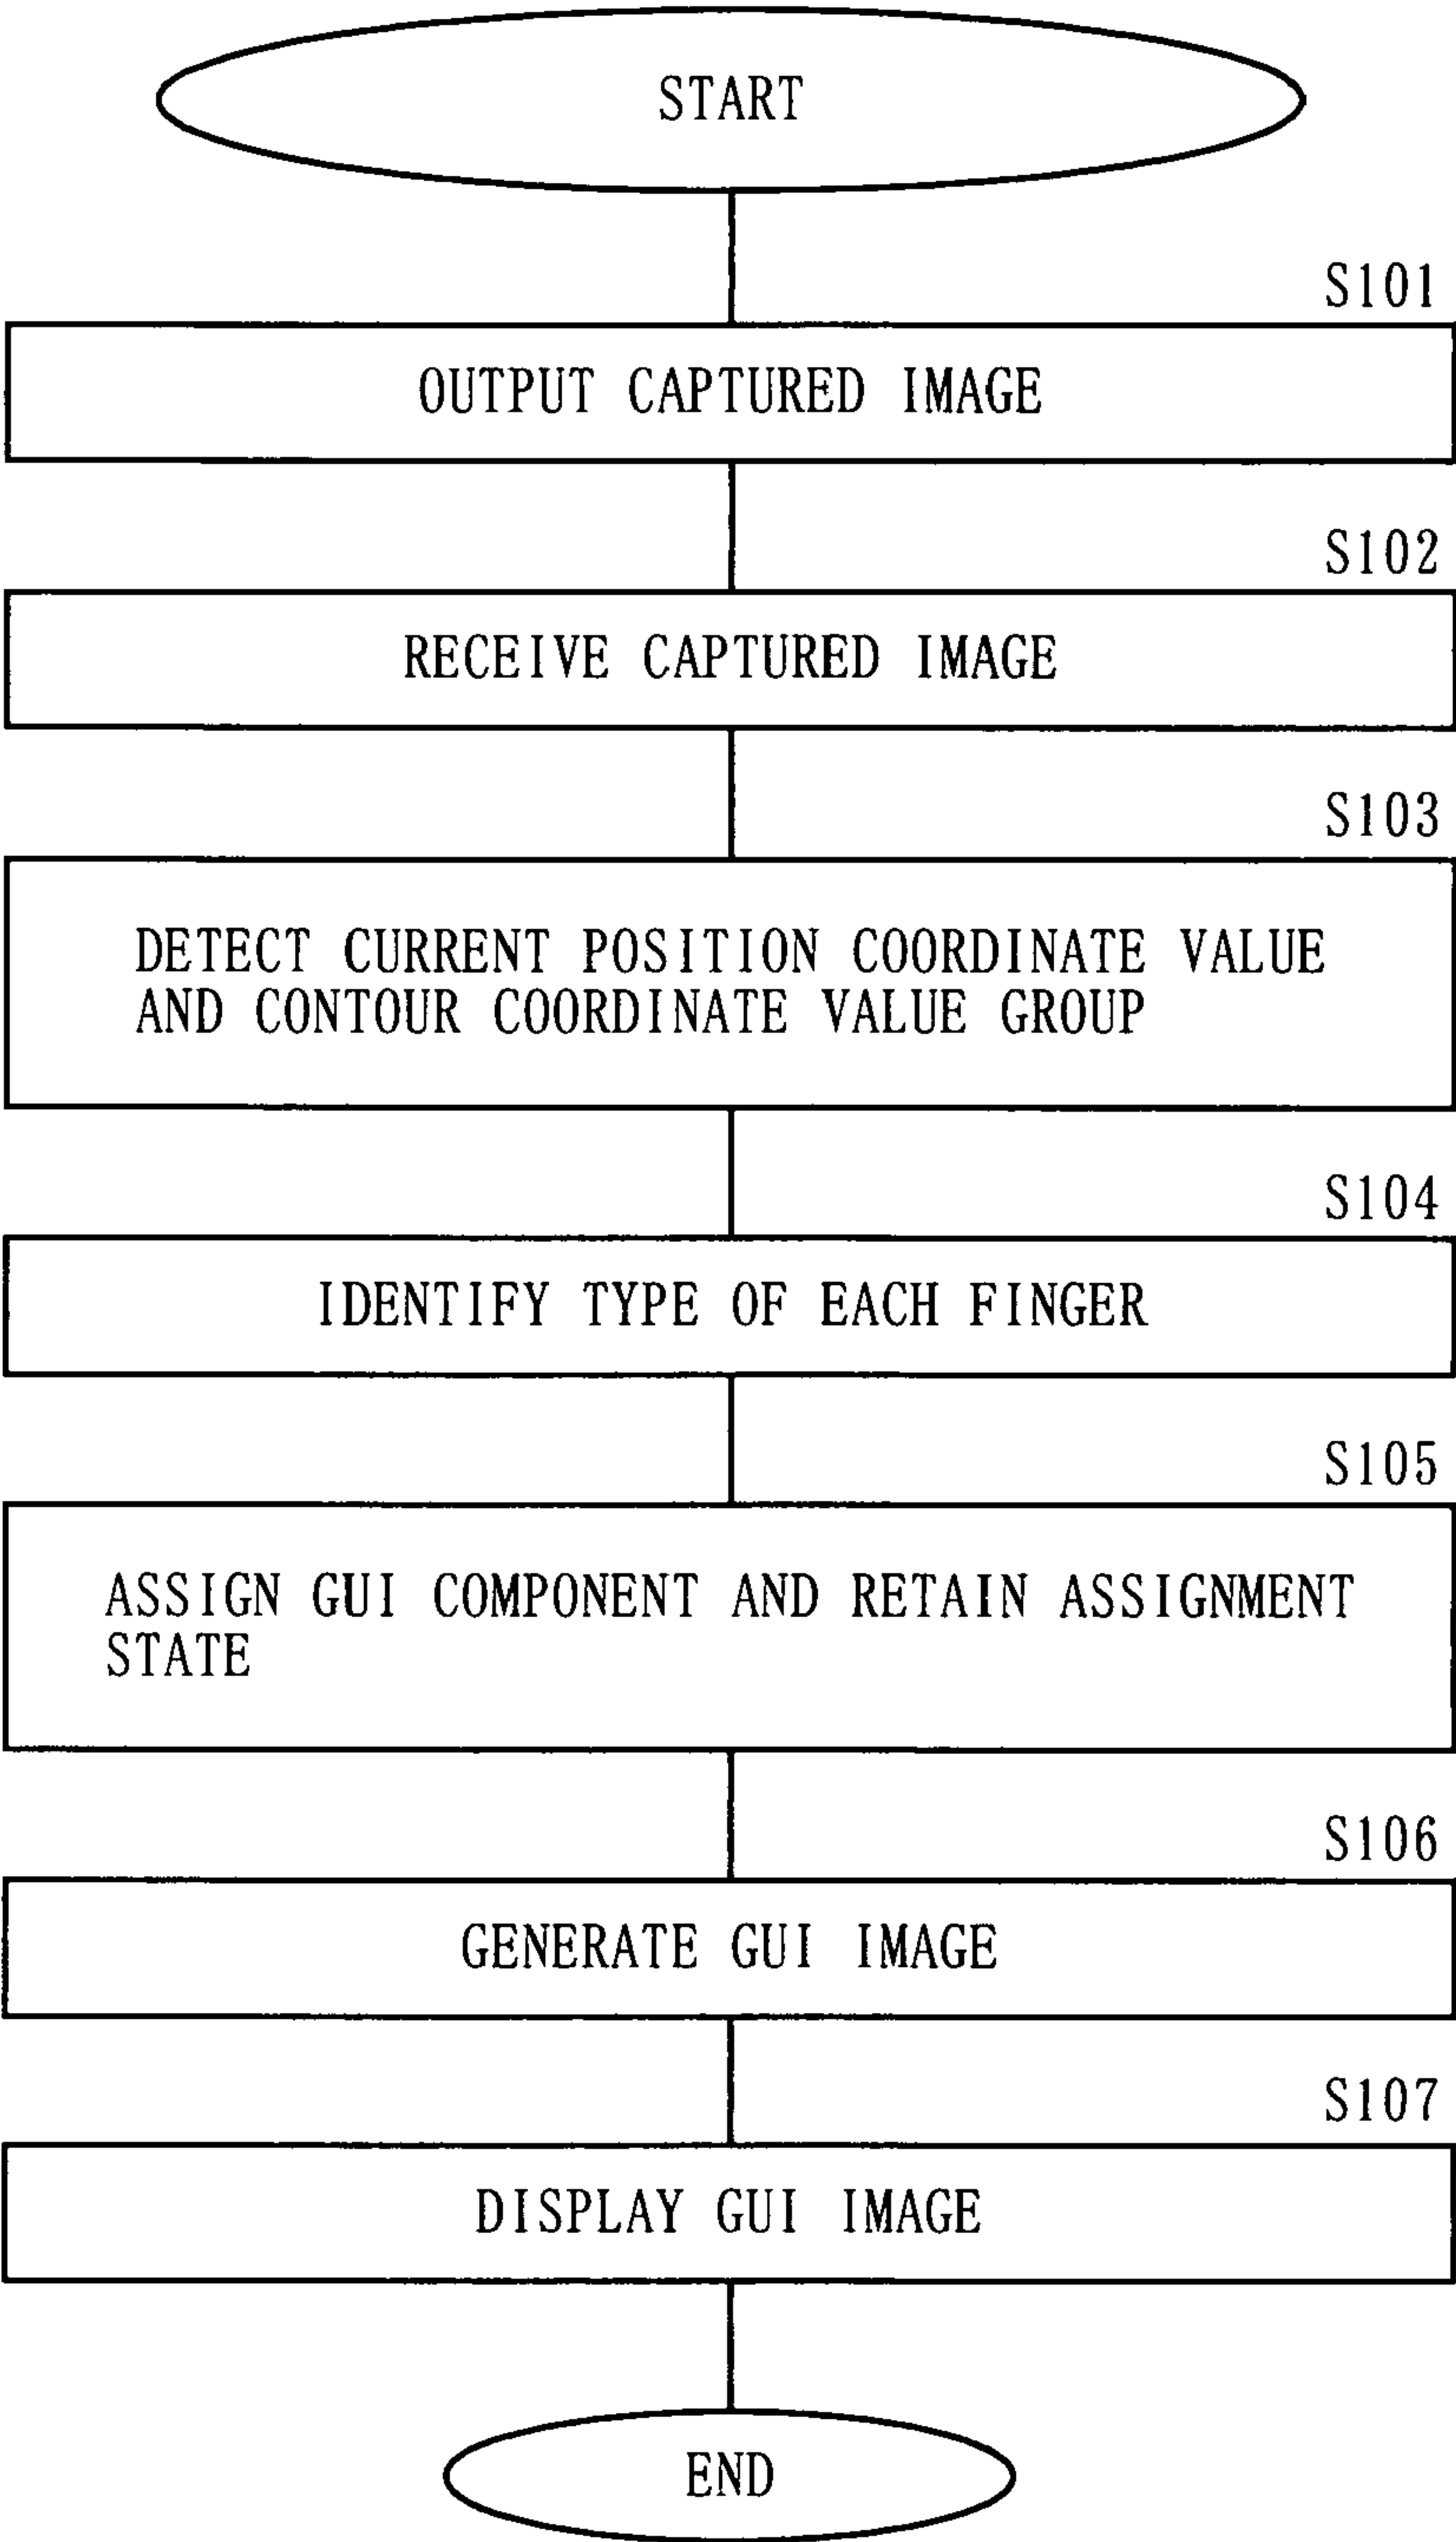 START
S101
OUTPUT CAPTURED IMAGE
S102
RECEIVE CAPTURED IMAGE
S103
DETECT CURRENT POSITION COORDINATE VALUE
AND CONTOUR COORDINATE VALUE GROUP
S104
IDENTIFY TYPE OF EACH FINGER
S105
ASSIGN GUI COMPONENT AND RETAIN ASSIGNMENT
STATE
S106
GENERATE GUI IMAGE
S107
DISPLAY GUI IMAGE
END